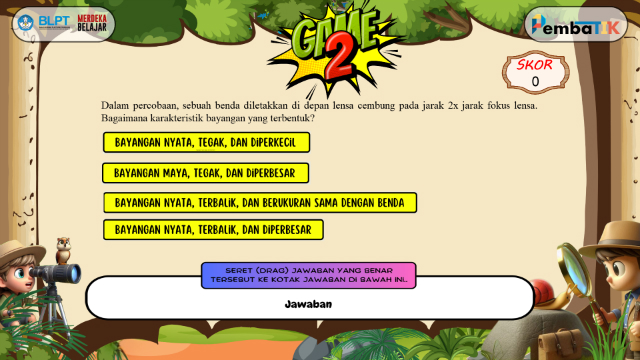 BLPT
MERDEKA
BELAJAR
GAME
2
HembaTIK
SKOR
0
Dalam percobaan, sebuah benda diletakkan di depan lensa cembung pada jarak 2x jarak fokus lensa.
Bagaimana karakteristik bayangan yang terbentuk?
BAYANGAN NYATA, TEGAK, DAN DIPERKECIL
BAYANGAN MAYA, TEGAK, DAN DIPERBESAR
BAYANGAN NYATA, TERBALIK, DAN BERUKURAN SAMA DENGAN BENDA
BAYANGAN NYATA, TERBALIK, DAN DIPERBESAR
SERET (DRAG) JAWABAN YANG BENAR
TERSEBUT KE KOTAK JAWABAN DI BAWAH INI..
Jawaban